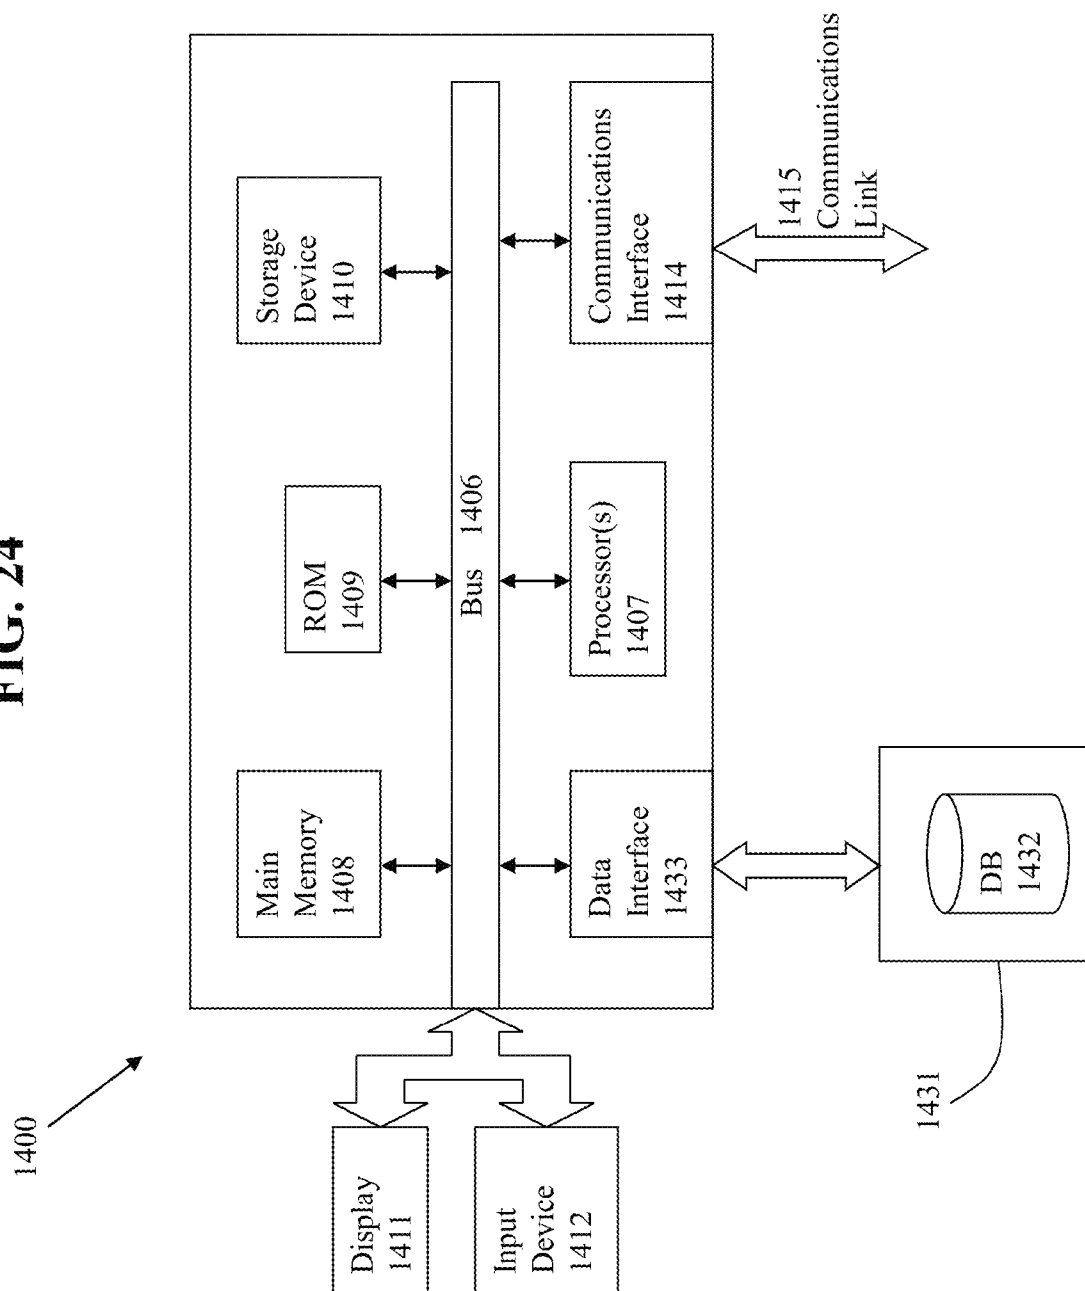 FIG. 24
1400
Display
1411
Input
Device
1412
Main
Memory
1408
ROM
1409
Storage
Device
1410
Bus 1406
Data
Interface
1433
Processor(s)
1407
Communications
Interface
1414
1415
Communications
Link
1431
DB
1432